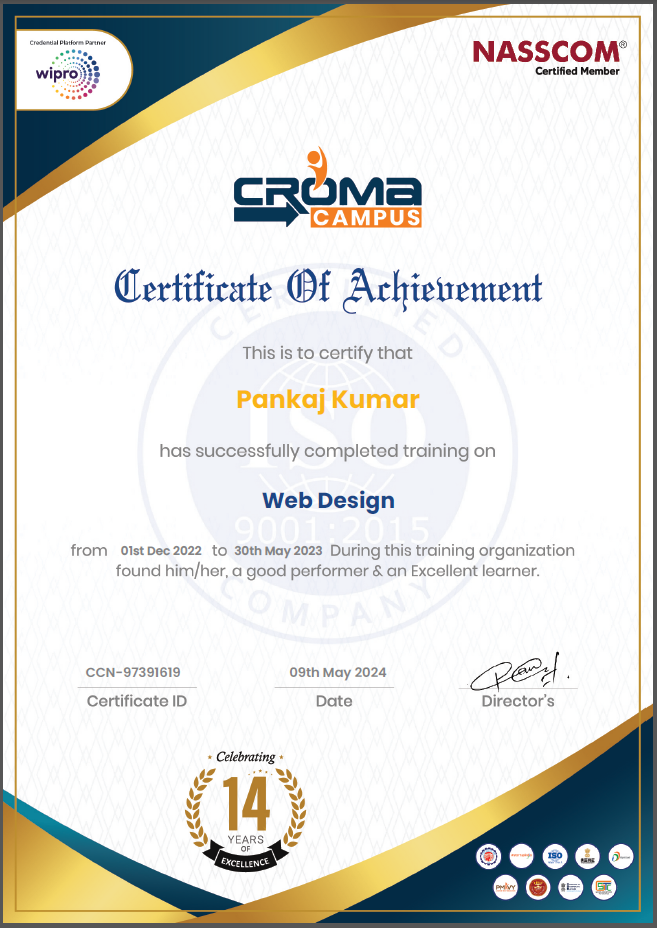 Credential Platform Partner
wipro
NASSCOM®
Certified Member
CROMA
CAMPUS
Certificate Of Achievement
CERTIFIED
This is to certify that
Pankaj Kumar
ISO
has successfully completed training on
Web Design
9001:2015
from 01st Dec 2022 to 30th May 2023 During this training organization
found him/her, a good performer & an Excellent learner.
COMPANY
CCN-97391619 09th May 2024
Certificate ID Date Director's
Celebrating
14
YEARS
OF
EXCELLENCE
ISO
PMKVY